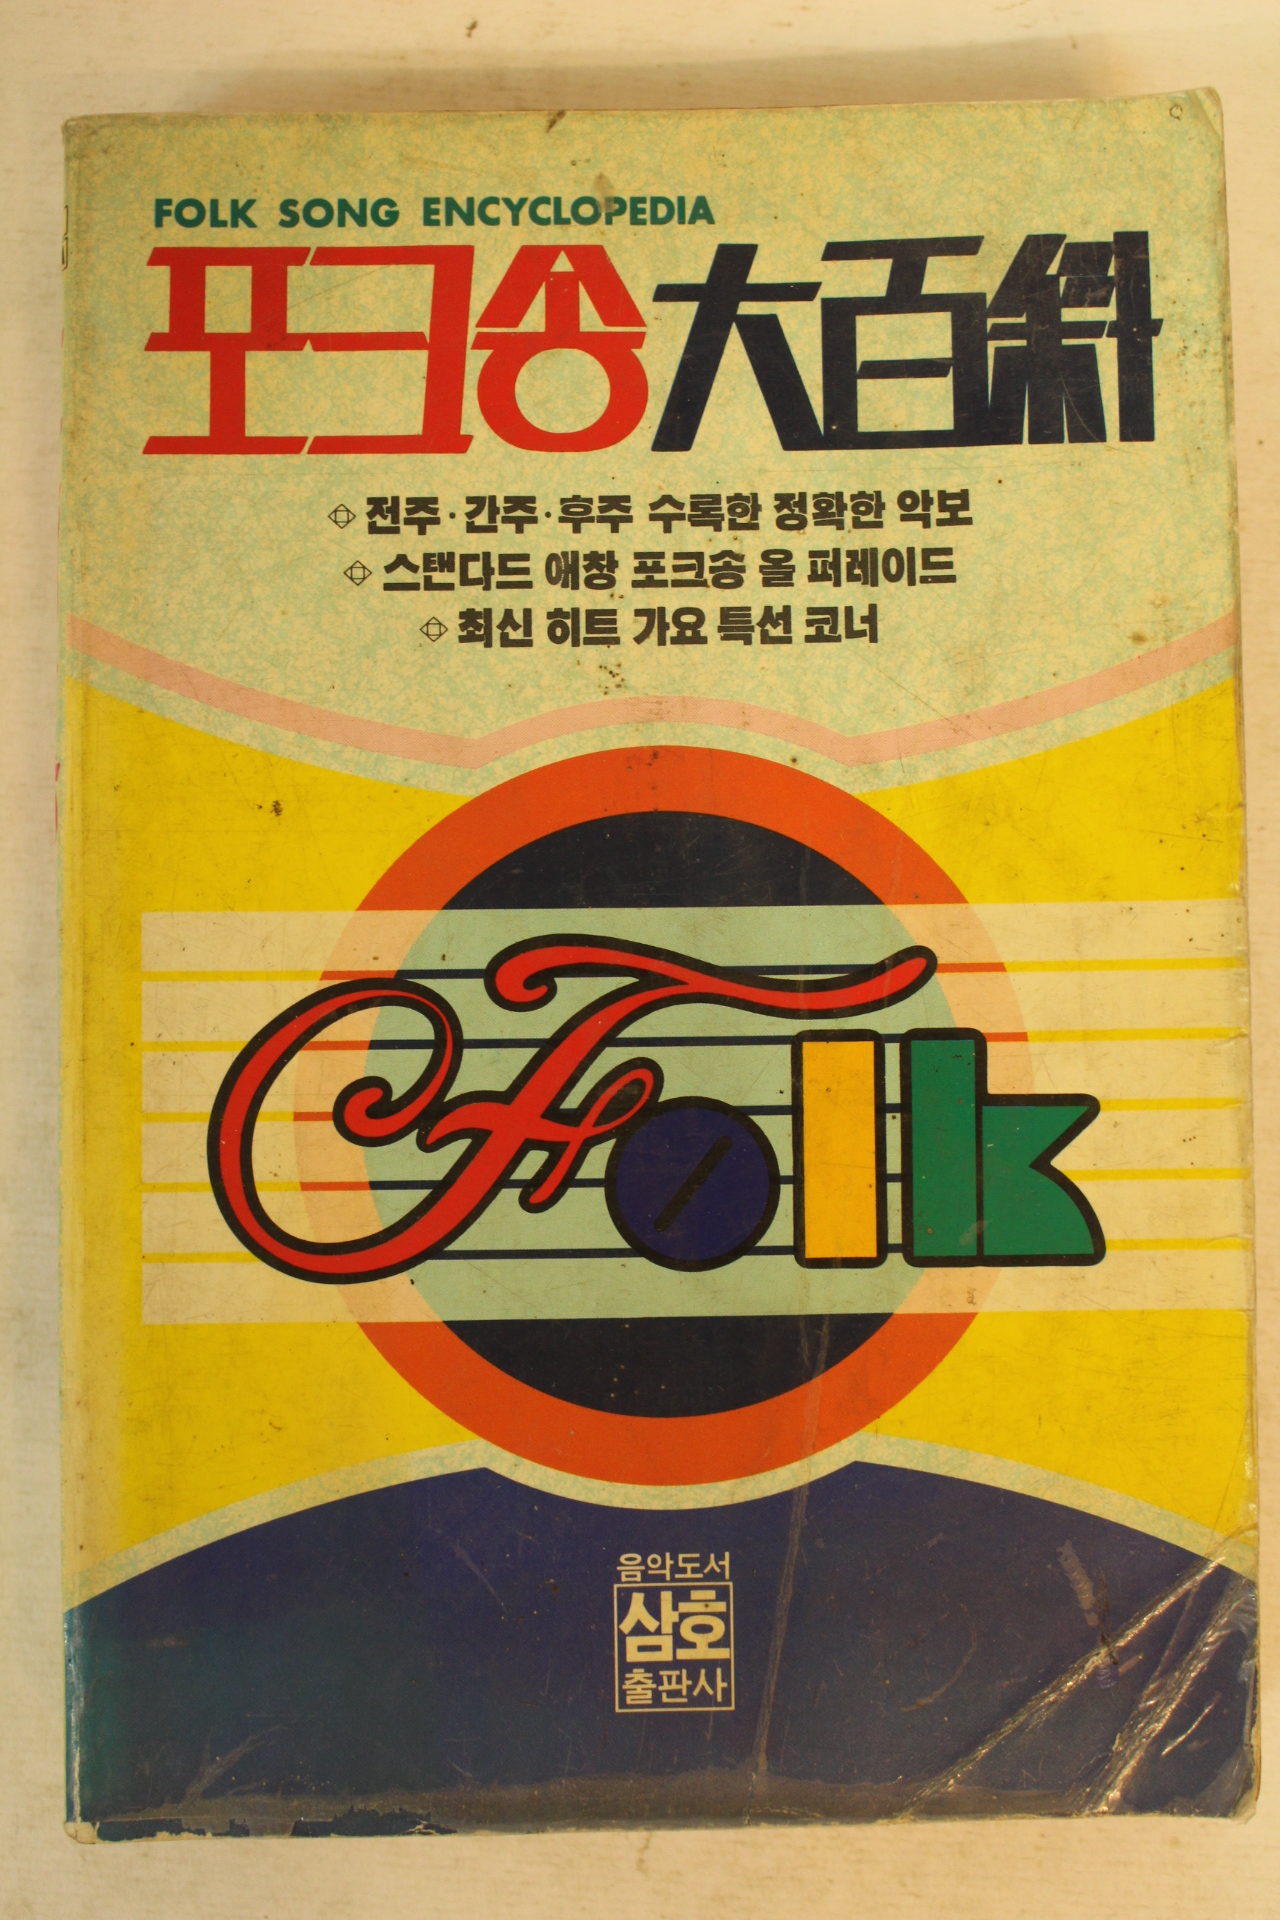 FOLK SONG ENCYCLOPEDIA
포크송 大百科
전주·간주·후주 수록한 정확한 악보
스탠다드 애창 포크송 올 퍼레이드
최신 히트 가요 특선 코너
Folk
음악도서
삼호
출판사